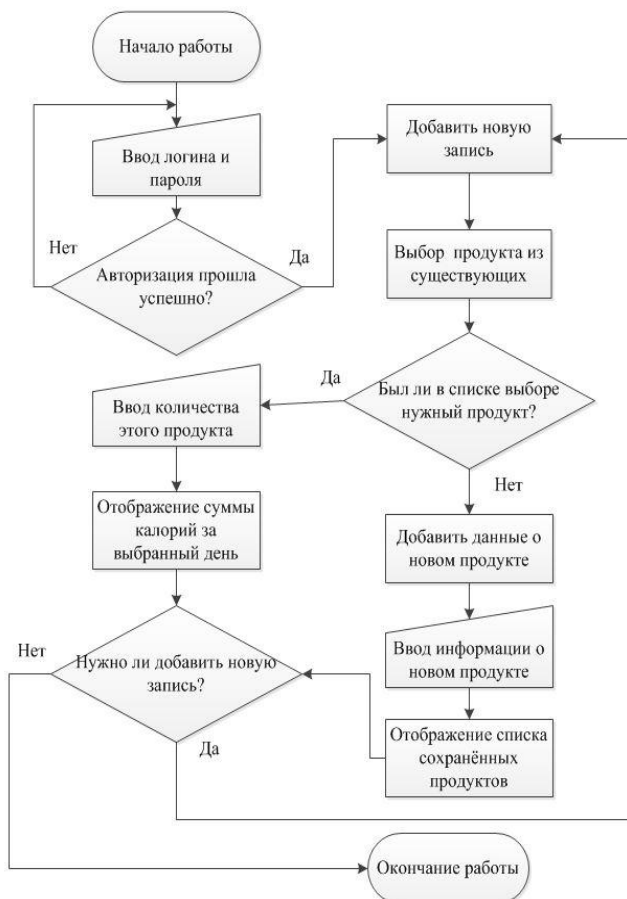 Начало работы
Ввод логина и
пароля
Нет
Да
Авторизация прошла
успешно?
Добавить новую
запись
Выбор продукта из
существующих
Был ли в списке выборе
нужный продукт?
Да
Нет
Ввод количества
этого продукта
Отображение суммы
калорий за
выбранный день
Добавить данные о
новом продукте
Ввод информации о
новом продукте
Отображение списка
сохранённых
продуктов
Нет
Нужно ли добавить новую
запись?
Да
Окончание работы